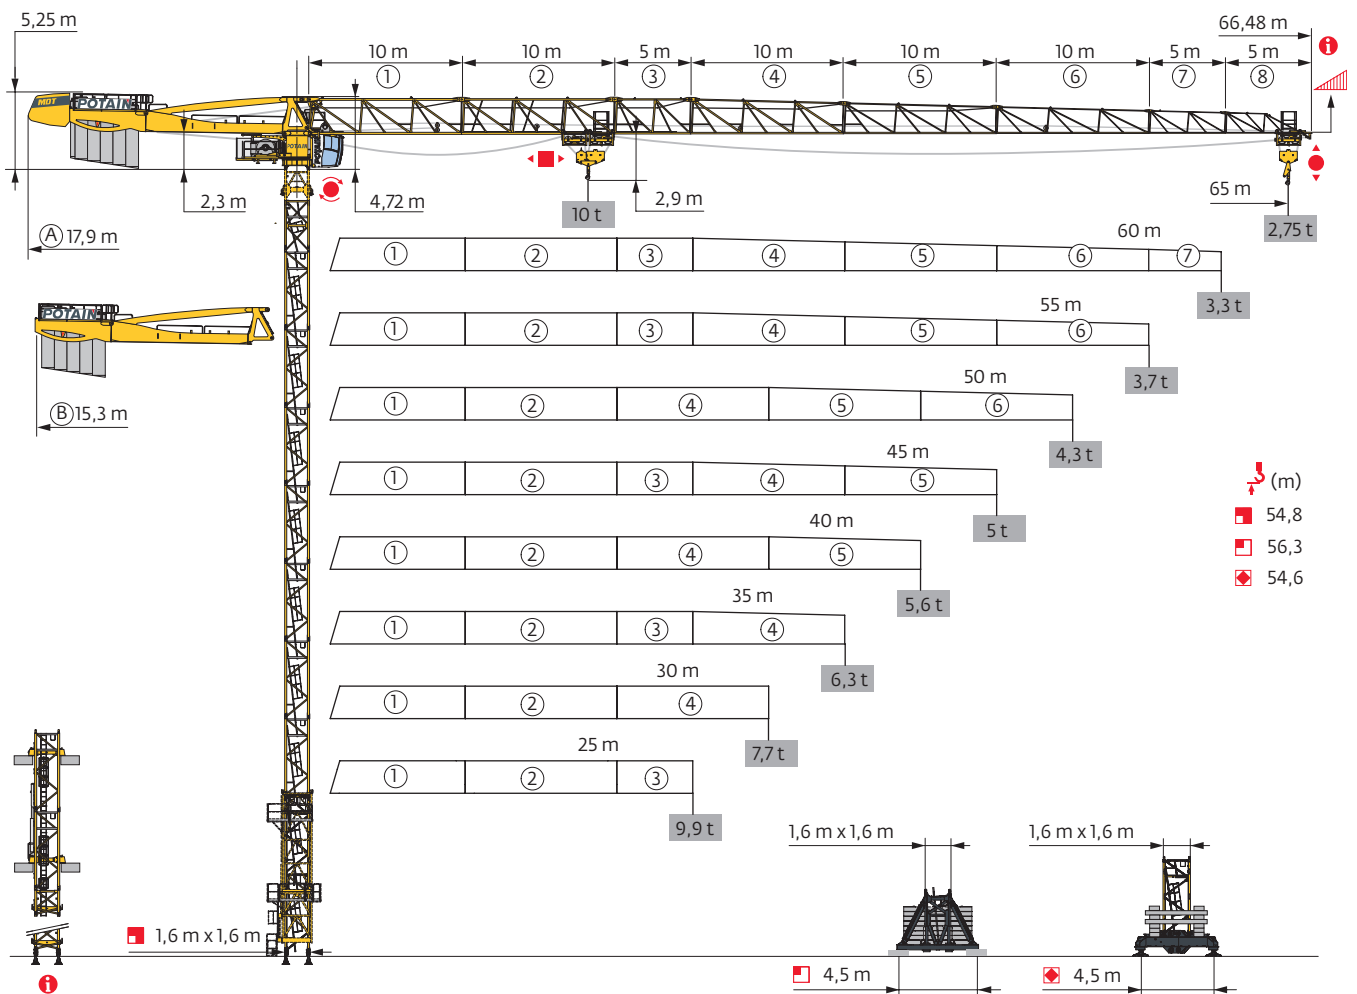 5,25 m
66,48 m
10 m
10 m
5 m
10 m
10 m
10 m
5 m
5 m
i
1
2
3
4
5
6
7
8
MDT
POTAIN
POTAIN
2,3 m
4,72 m
2,9 m
65 m
10 t
2,75 t
A 17,9 m
60 m
1 2 3 4 5 6 7
3,3 t
POTAIN
55 m
1 2 3 4 5 6
3,7 t
B 15,3 m
50 m
1 2 4 5 6
4,3 t
45 m
1 2 3 4 5
5 t
(m)
54,8
56,3
54,6
40 m
1 2 4 5
5,6 t
35 m
1 2 3 4
6,3 t
30 m
1 2 4
7,7 t
25 m
1 2 3
9,9 t
1,6 m x 1,6 m
1,6 m x 1,6 m
1,6 m x 1,6 m
4,5 m
4,5 m
i